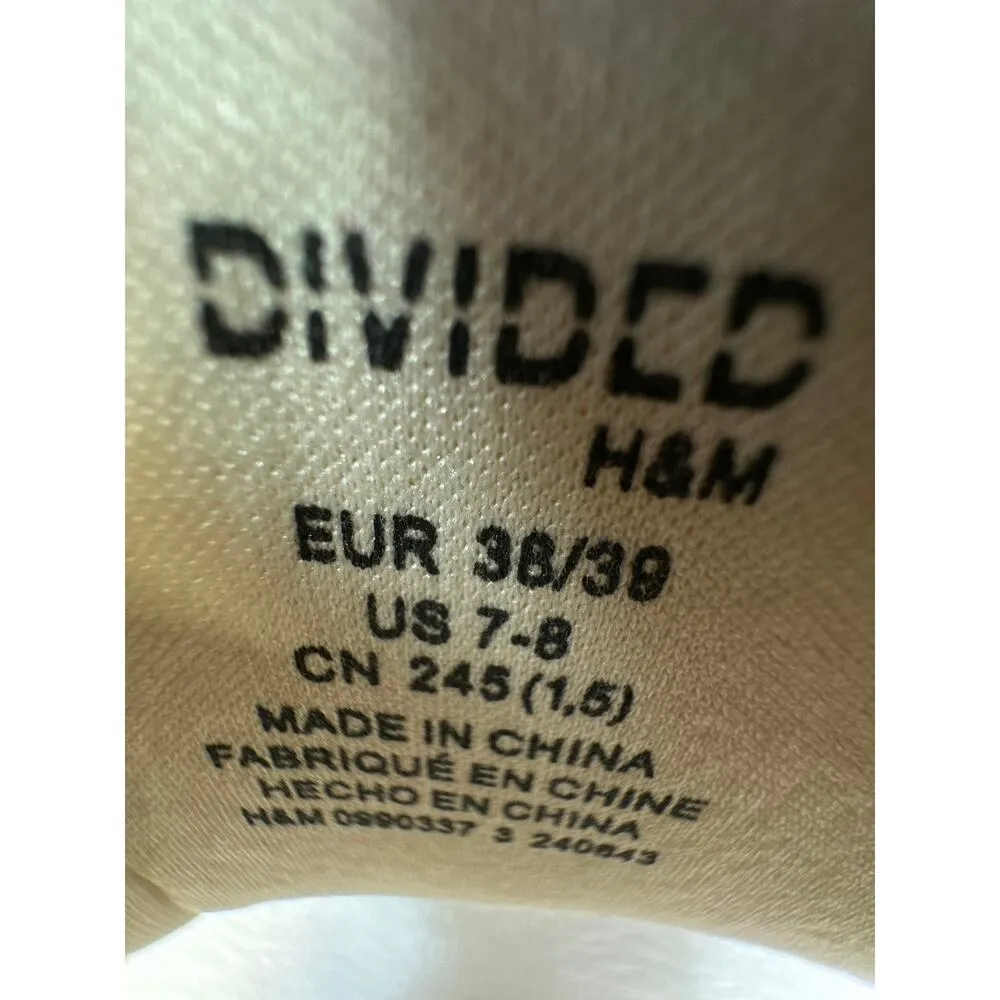 DIVIDED
H&M
EUR 38/39
US 7-8
CN 245 (1,5)
MADE IN CHINA
FABRIQUÉ EN CHINE
HECHO EN CHINA
H&M 0990337 3 240643